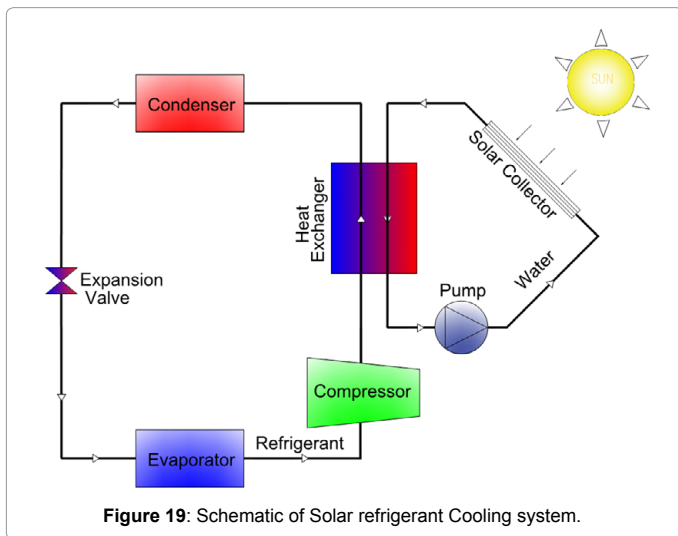 SUN
Condenser
Solar Collector
Heat
Exchanger
Expansion
Valve
Water
Pump
Compressor
Refrigerant
Evaporator
Figure 19: Schematic of Solar refrigerant Cooling system.